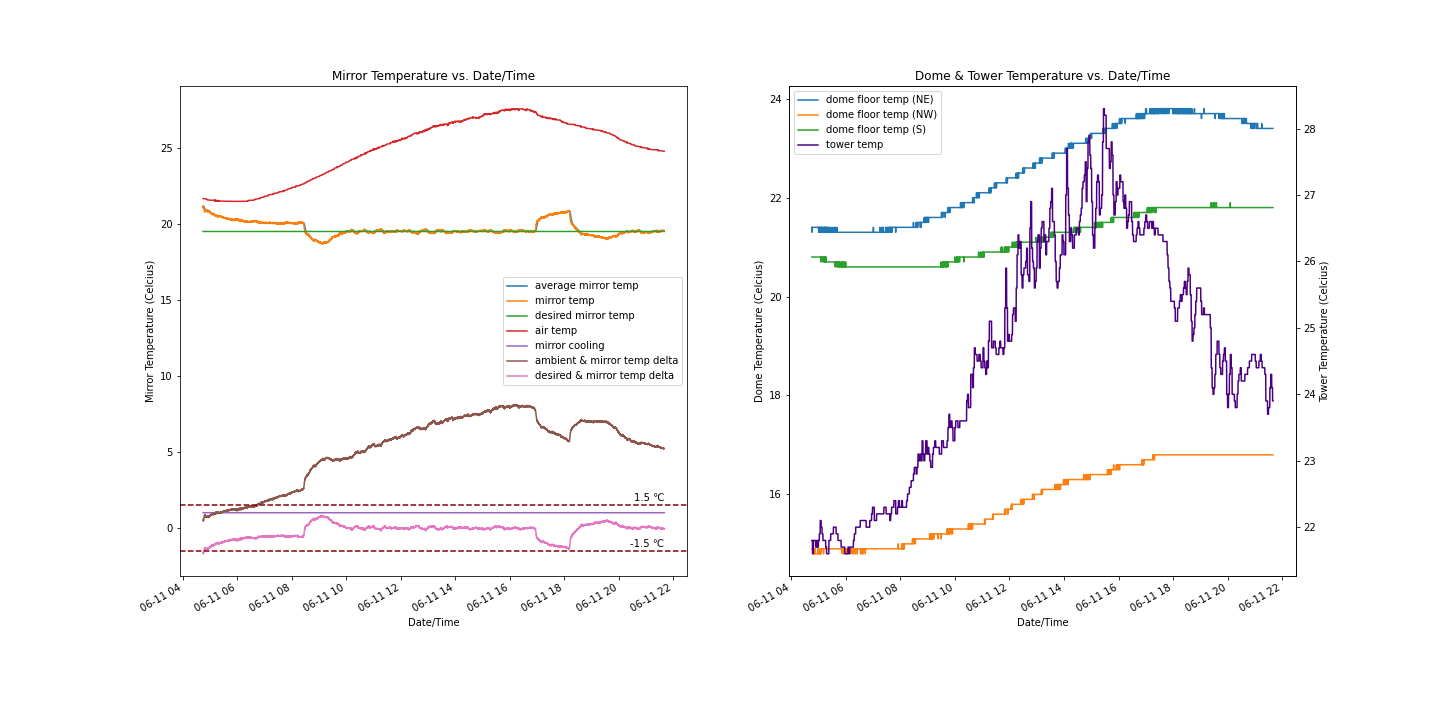 Mirror Temperature vs. Date/Time
Mirror Temperature (Celcius)
25
20
15
10
5
0
average mirror temp
mirror temp
desired mirror temp
air temp
mirror cooling
ambient & mirror temp delta
desired & mirror temp delta
1.5 °C
-1.5 °C
06-11 04
06-11 06
06-11 08
06-11 10
06-11 12
06-11 14
06-11 16
06-11 18
06-11 20
06-11 22
Date/Time
Dome & Tower Temperature vs. Date/Time
Dome Temperature (Celcius)
24
22
20
18
16
dome floor temp (NE)
dome floor temp (NW)
dome floor temp (S)
tower temp
28
27
26
25
24
23
22
Tower Temperature (Celcius)
06-11 04
06-11 06
06-11 08
06-11 10
06-11 12
06-11 14
06-11 16
06-11 18
06-11 20
06-11 22
Date/Time